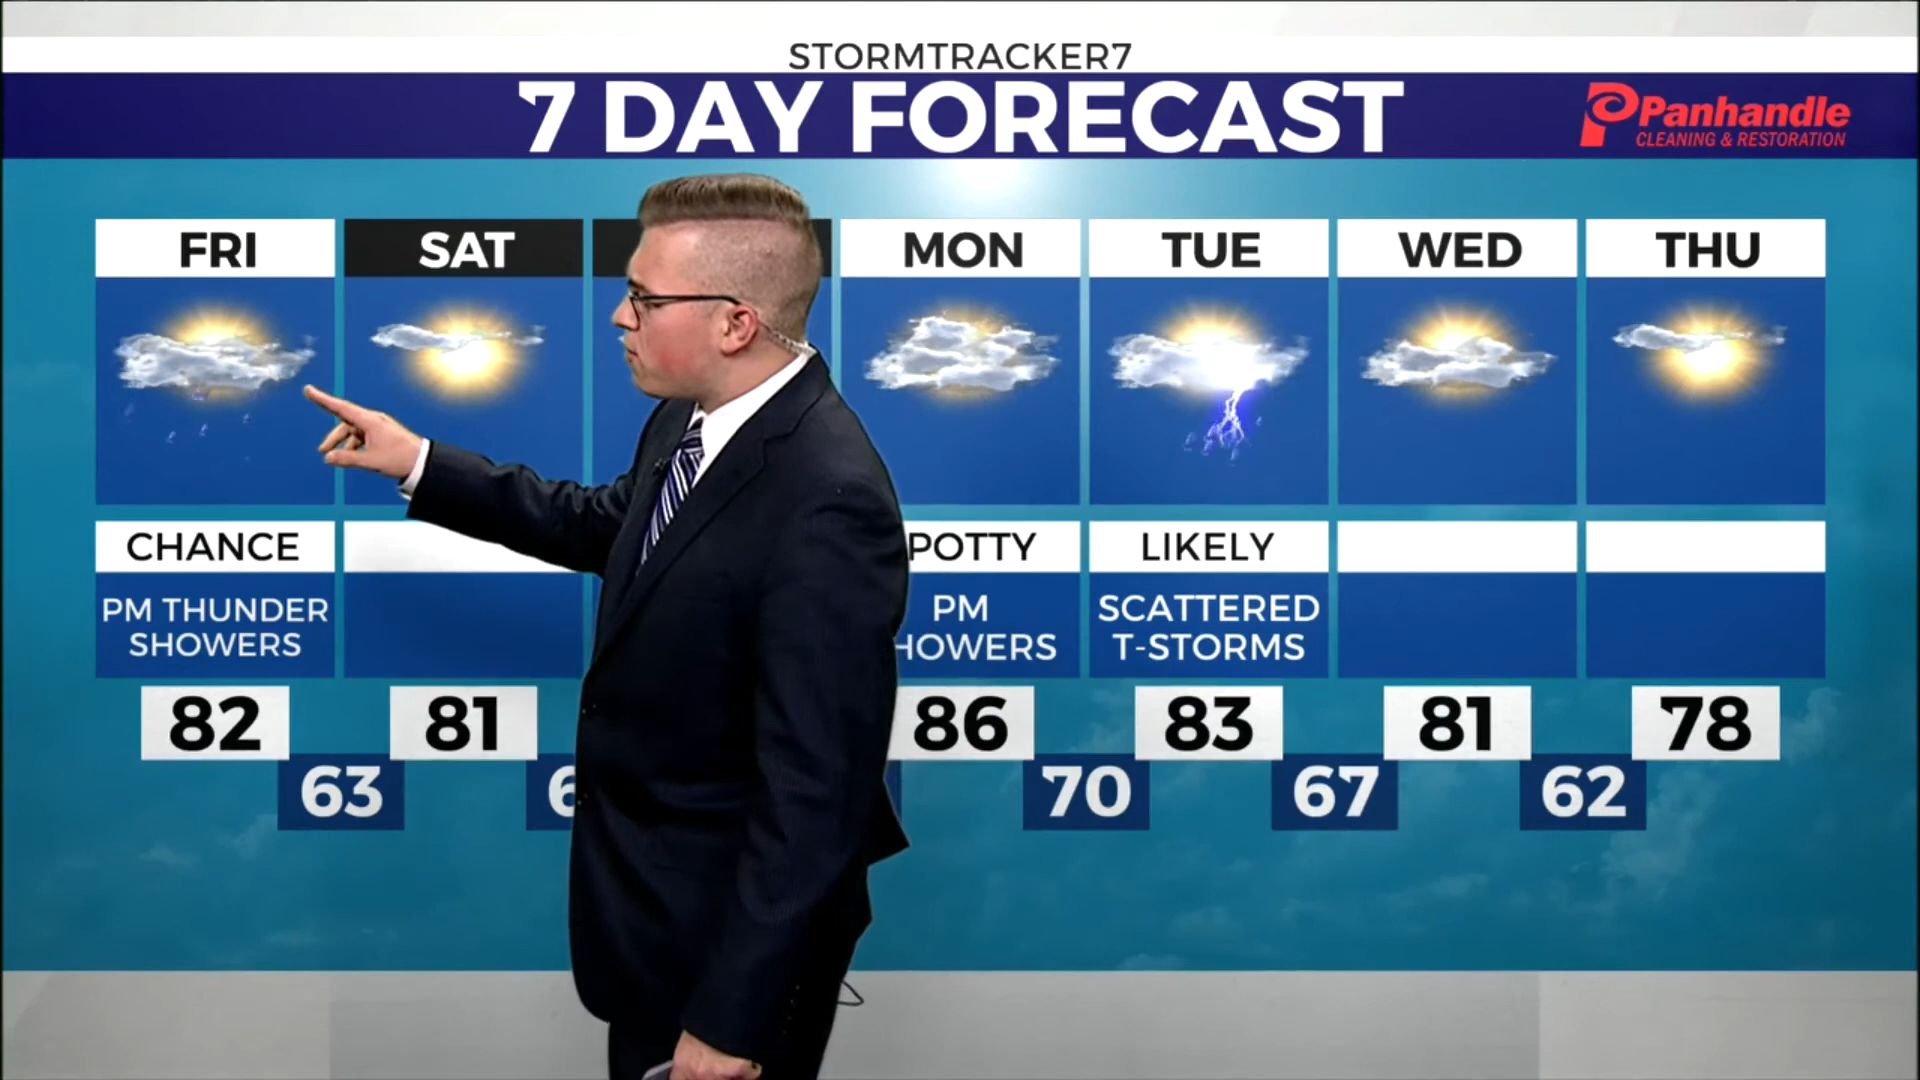 STORMTRACKER7
7 DAY FORECAST
Panhandle
CLEANING & RESTORATION
FRI
SAT
MON
TUE
WED
THU
CHANCE
POTTY
LIKELY
PM THUNDER
SHOWERS
PM
HOWERS
SCATTERED
T-STORMS
82
81
86
83
81
78
63
6
70
67
62